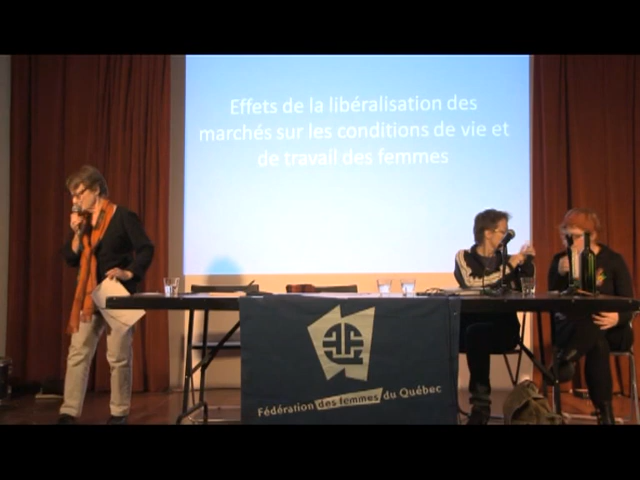 Effets de la libéralisation des
marchés sur les conditions de vie et
de travail des femmes
Fédération des femmes du Québec